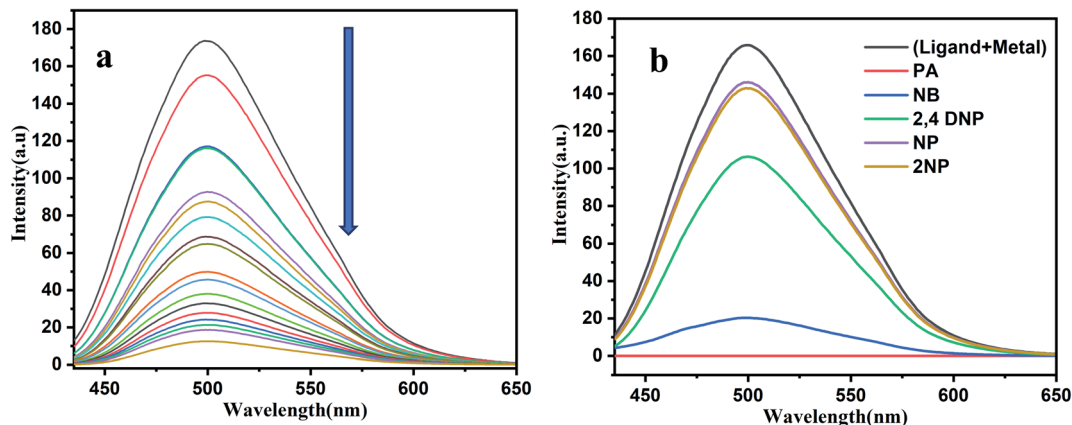 a
180
160
140
120
100
80
60
40
20
0
450
500
550
600
650
Intensity(a.u)
Wavelength(nm)
b
180
160
140
120
100
80
60
40
20
0
450
500
550
600
650
Intensity(a.u.)
Wavelength(nm)
(Ligand+Metal)
PA
NB
2,4 DNP
NP
2NP